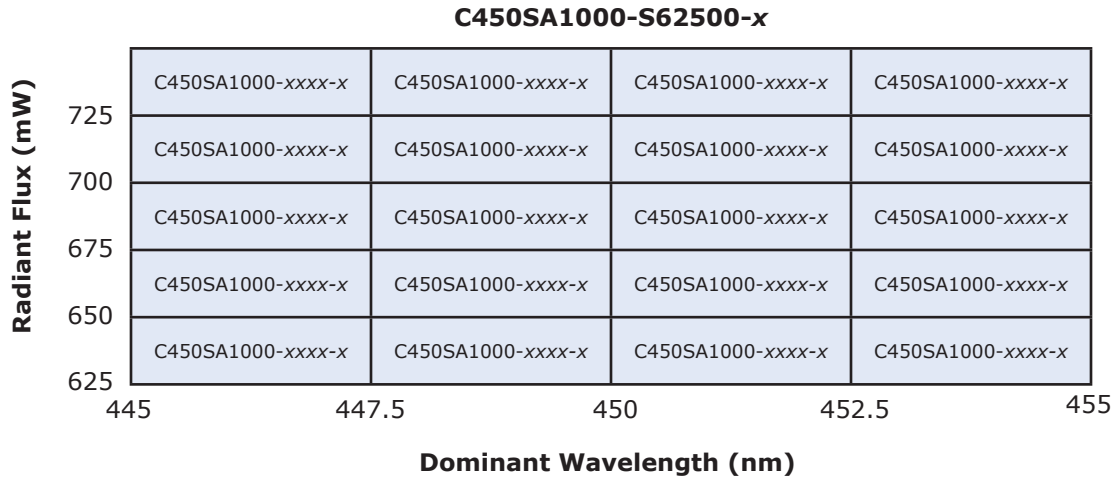 C450SA1000-S62500-x
C450SA1000-xxxx-x C450SA1000-xxxx-x C450SA1000-xxxx-x C450SA1000-xxxx-x
725
C450SA1000-xxxx-x C450SA1000-xxxx-x C450SA1000-xxxx-x C450SA1000-xxxx-x
700
C450SA1000-xxxx-x C450SA1000-xxxx-x C450SA1000-xxxx-x C450SA1000-xxxx-x
675
C450SA1000-xxxx-x C450SA1000-xxxx-x C450SA1000-xxxx-x C450SA1000-xxxx-x
650
C450SA1000-xxxx-x C450SA1000-xxxx-x C450SA1000-xxxx-x C450SA1000-xxxx-x
625
Radiant Flux (mW)
445 447.5 450 452.5 455
Dominant Wavelength (nm)